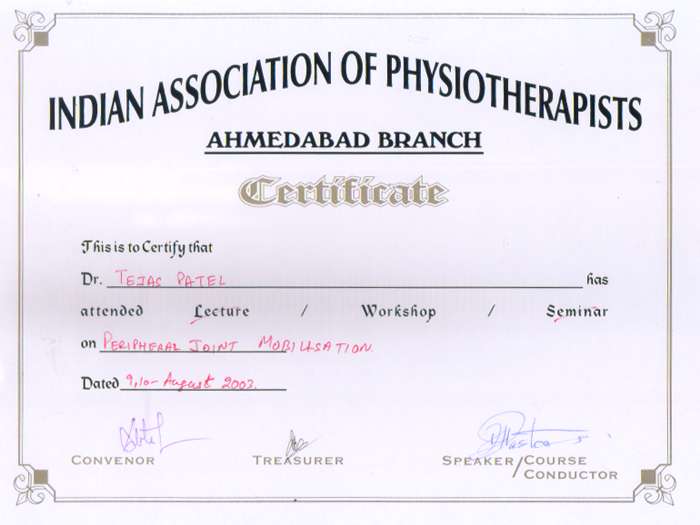 INDIAN ASSOCIATION OF PHYSIOTHERAPISTS
AHMEDABAD BRANCH
Certificate
This is to Certify that
Dr. TEJAS PATEL has
attended Lecture / Workshop / Seminar
on PERIPHERAL JOINT MOBILISATION.
Dated 9,10- August 2003.
CONVENOR TREASURER SPEAKER/COURSE
CONDUCTOR